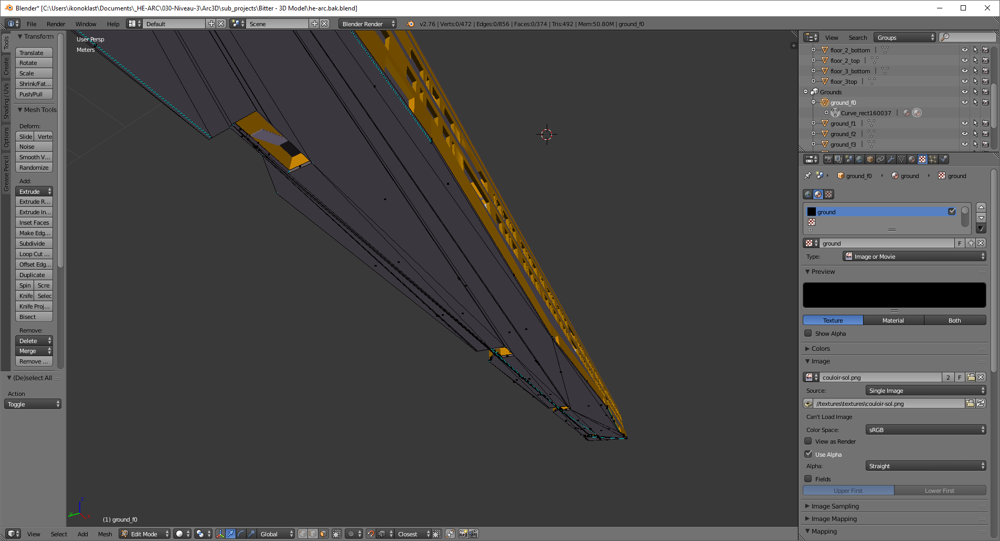 Blender* [C:\Users\ikonoklast\Documents\_HE-ARC\030-Niveau-3\Arc3D\sub_projects\Bitter - 3D Model\he-arc.bak.blend]
File Render Window Help Default Scene Blender Render v2.76 | Verts:0/472 | Edges:0/856 | Faces:0/374 | Tris:492 | Mem:50.80M | ground_f0
Tools
Create
Shading / UVs
Options
Grease Pencil
Transform
Translate
Rotate
Scale
Shrink/Fat...
Push/Pull
Mesh Tools
Deform:
Slide Verte
Noise
Smooth V...
Randomize
Add:
Extrude
Extrude R...
Extrude In...
Inset Faces
Make Edg...
Subdivide
Loop Cut ...
Offset Edg...
Duplicate
Spin Scre
Knife Selec
Knife Proj...
Bisect
Remove:
Delete
Merge
Remove ...
(De)select All
Action
Toggle
User Persp
Meters
z
y
x
(1) ground_f0
View Select Add Mesh Edit Mode Global Closest
View Search Groups
floor_2_bottom
floor_2_top
floor_3_bottom
floor_3top
Grounds
ground_f0
Curve_rect160037
ground_f1
ground_f2
ground_f3
ground_f0 ground ground
ground
ground F
Type: Image or Movie
Preview
Texture Material Both
Show Alpha
Colors
Image
couloir-sol.png 2 F
Source: Single Image
//textures\textures\couloir-sol.png
Can't Load Image
Color Space: sRGB
View as Render
Use Alpha
Alpha: Straight
Fields
Upper First Lower First
Image Sampling
Image Mapping
Mapping